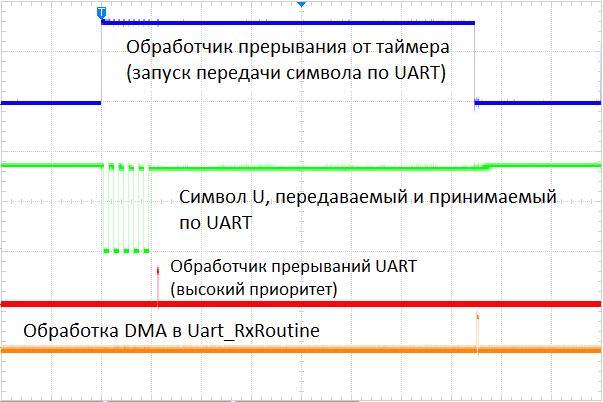 T
Обработчик прерывания от таймера
(запуск передачи символа по UART)
Символ U, передаваемый и принимаемый
по UART
Обработчик прерываний UART
(высокий приоритет)
Обработка DMA в Uart_RxRoutine